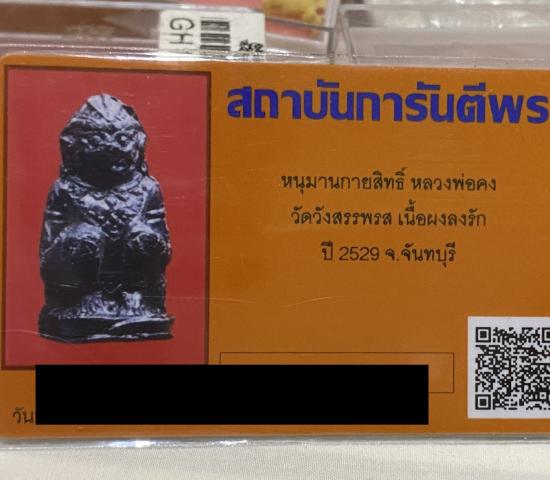 GH
สถาบันการันตีพร
หนุมานกายสิทธิ์ หลวงพ่อคง
วัดวังสรรพรส เนื้อผงลงรัก
ปี 2529 จ.จันทบุรี
วัน